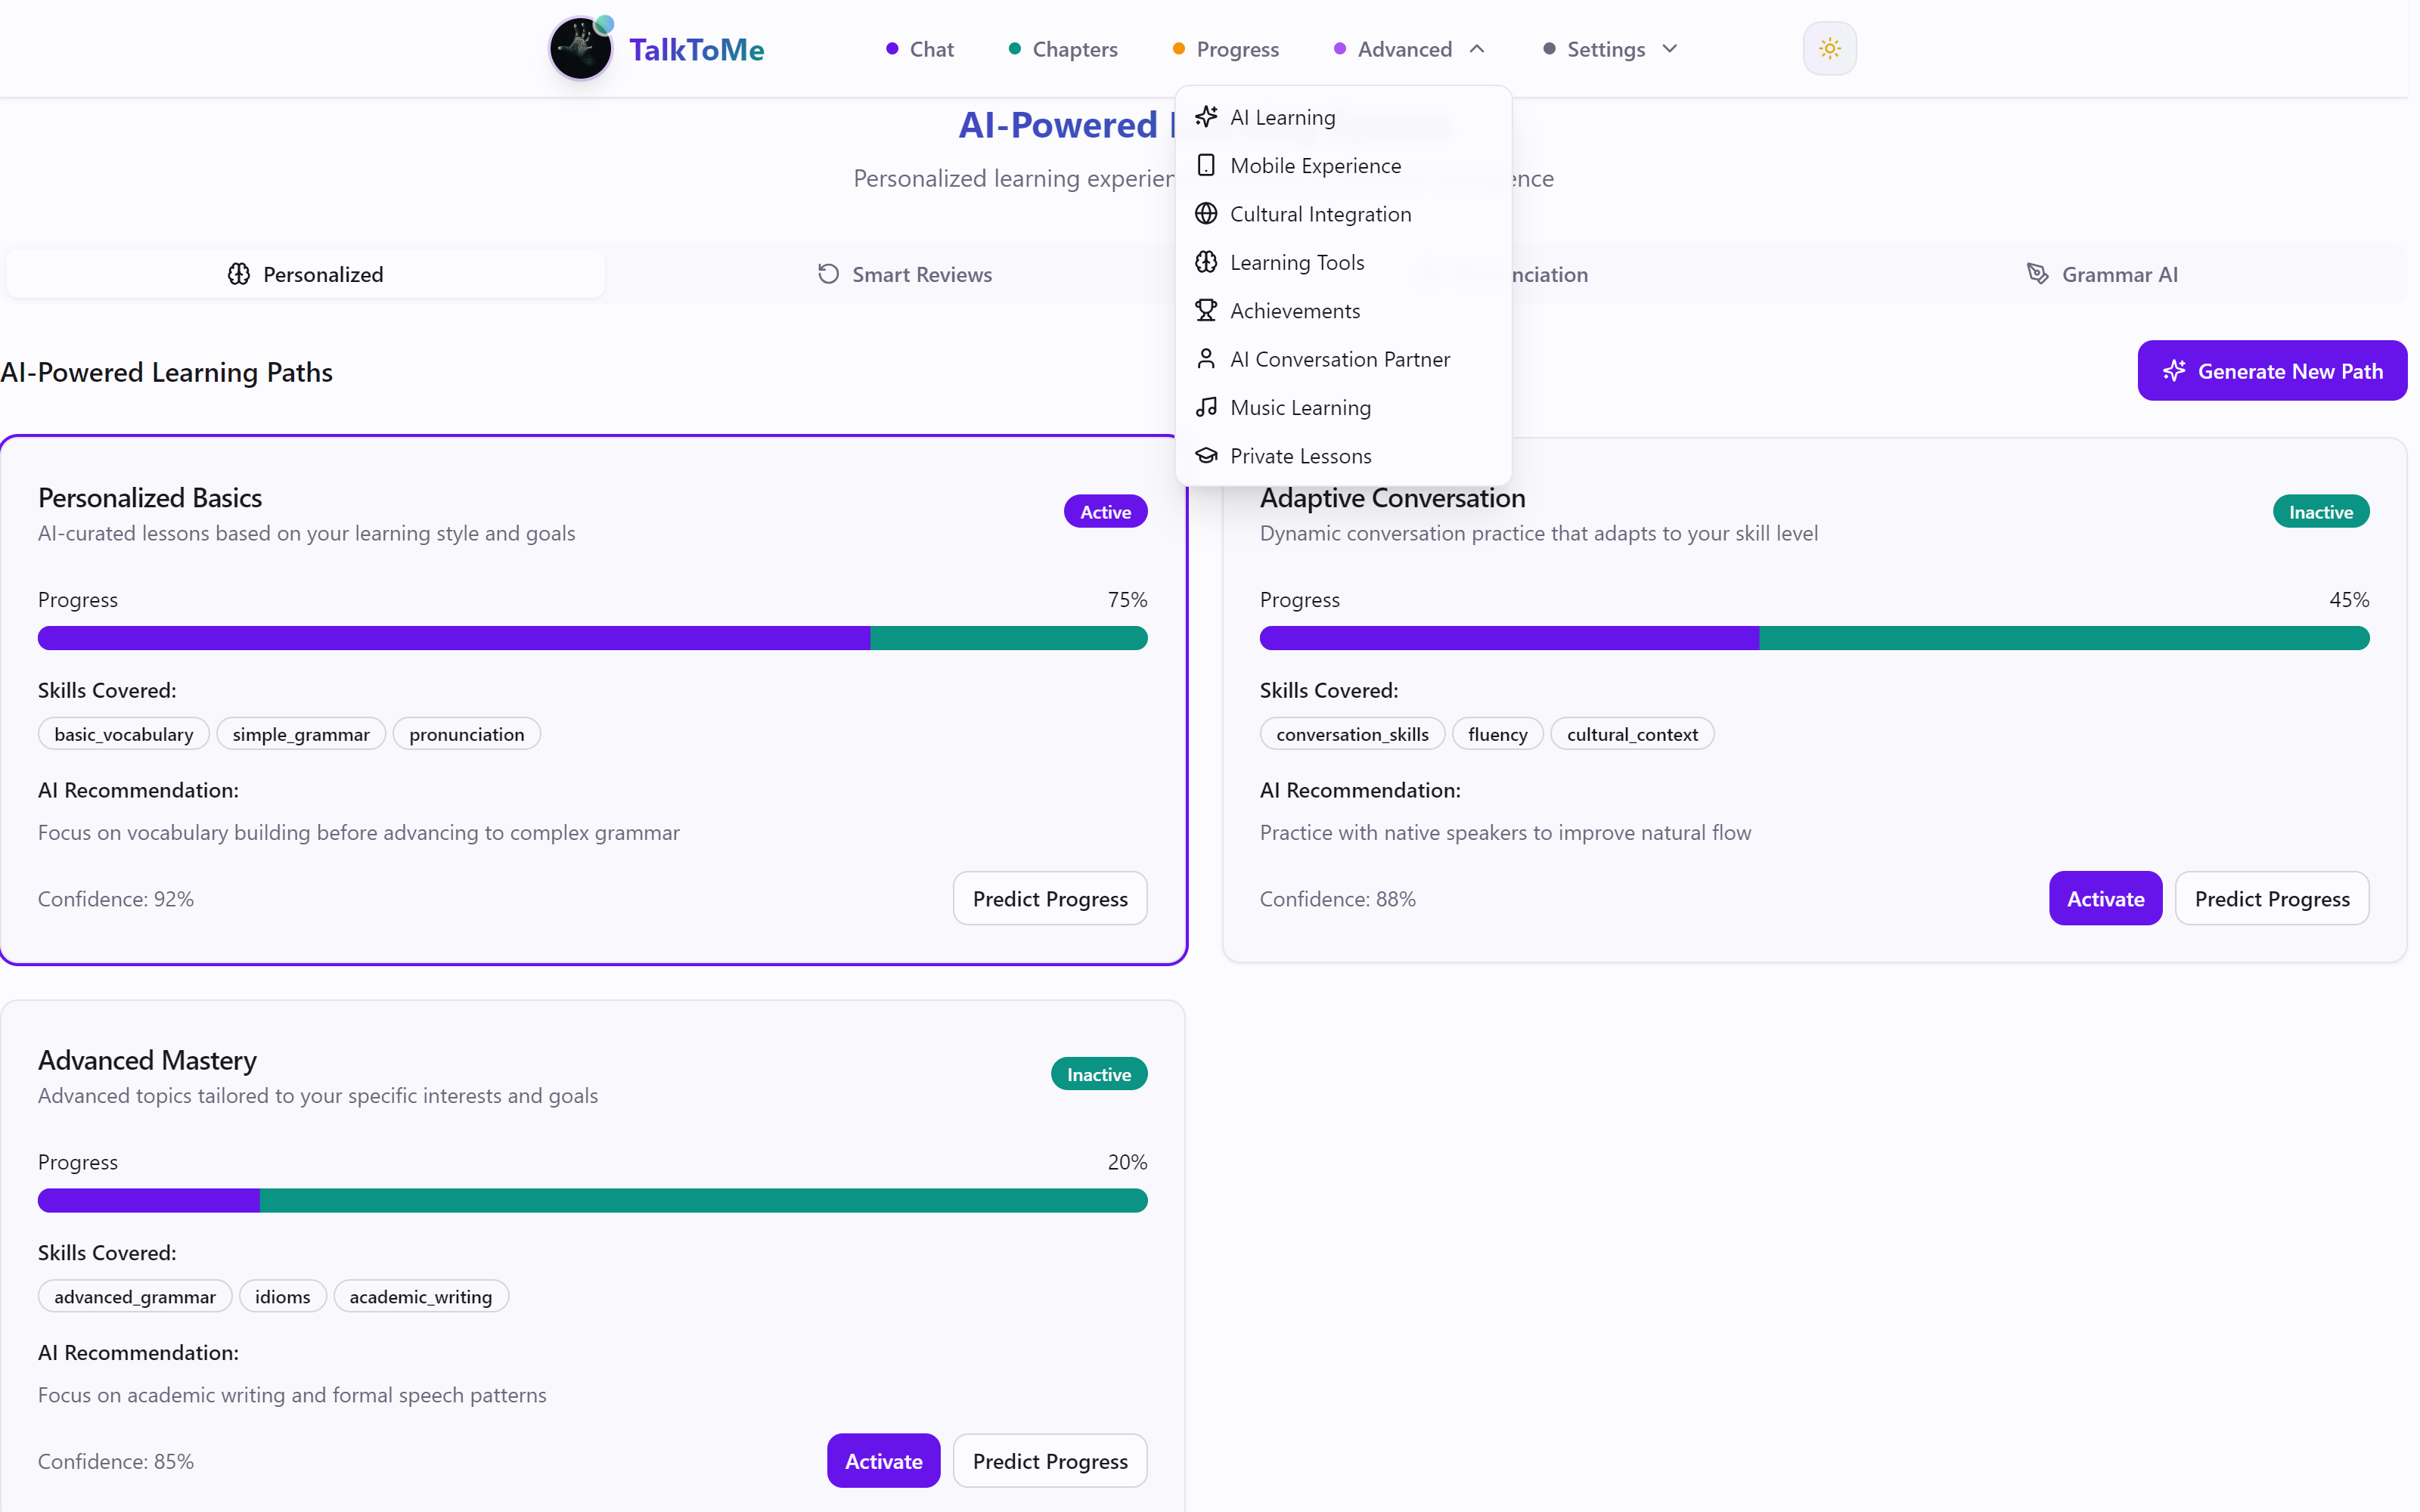 TalkToMe
Chat
Chapters
Progress
Advanced
Settings
AI Learning
Mobile Experience
Cultural Integration
Learning Tools
Achievements
AI Conversation Partner
Music Learning
Private Lessons
AI-Powered
Personalized learning
Personalized
Smart Reviews
Grammar AI
AI-Powered Learning Paths
Generate New Path
Personalized Basics
Active
AI-curated lessons based on your learning style and goals
Progress 75%
Skills Covered:
basic_vocabulary simple_grammar pronunciation
AI Recommendation:
Focus on vocabulary building before advancing to complex grammar
Confidence: 92%
Predict Progress
Adaptive Conversation
Inactive
Dynamic conversation practice that adapts to your skill level
Progress 45%
Skills Covered:
conversation_skills fluency cultural_context
AI Recommendation:
Practice with native speakers to improve natural flow
Confidence: 88%
Activate
Predict Progress
Advanced Mastery
Inactive
Advanced topics tailored to your specific interests and goals
Progress 20%
Skills Covered:
advanced_grammar idioms academic_writing
AI Recommendation:
Focus on academic writing and formal speech patterns
Confidence: 85%
Activate
Predict Progress